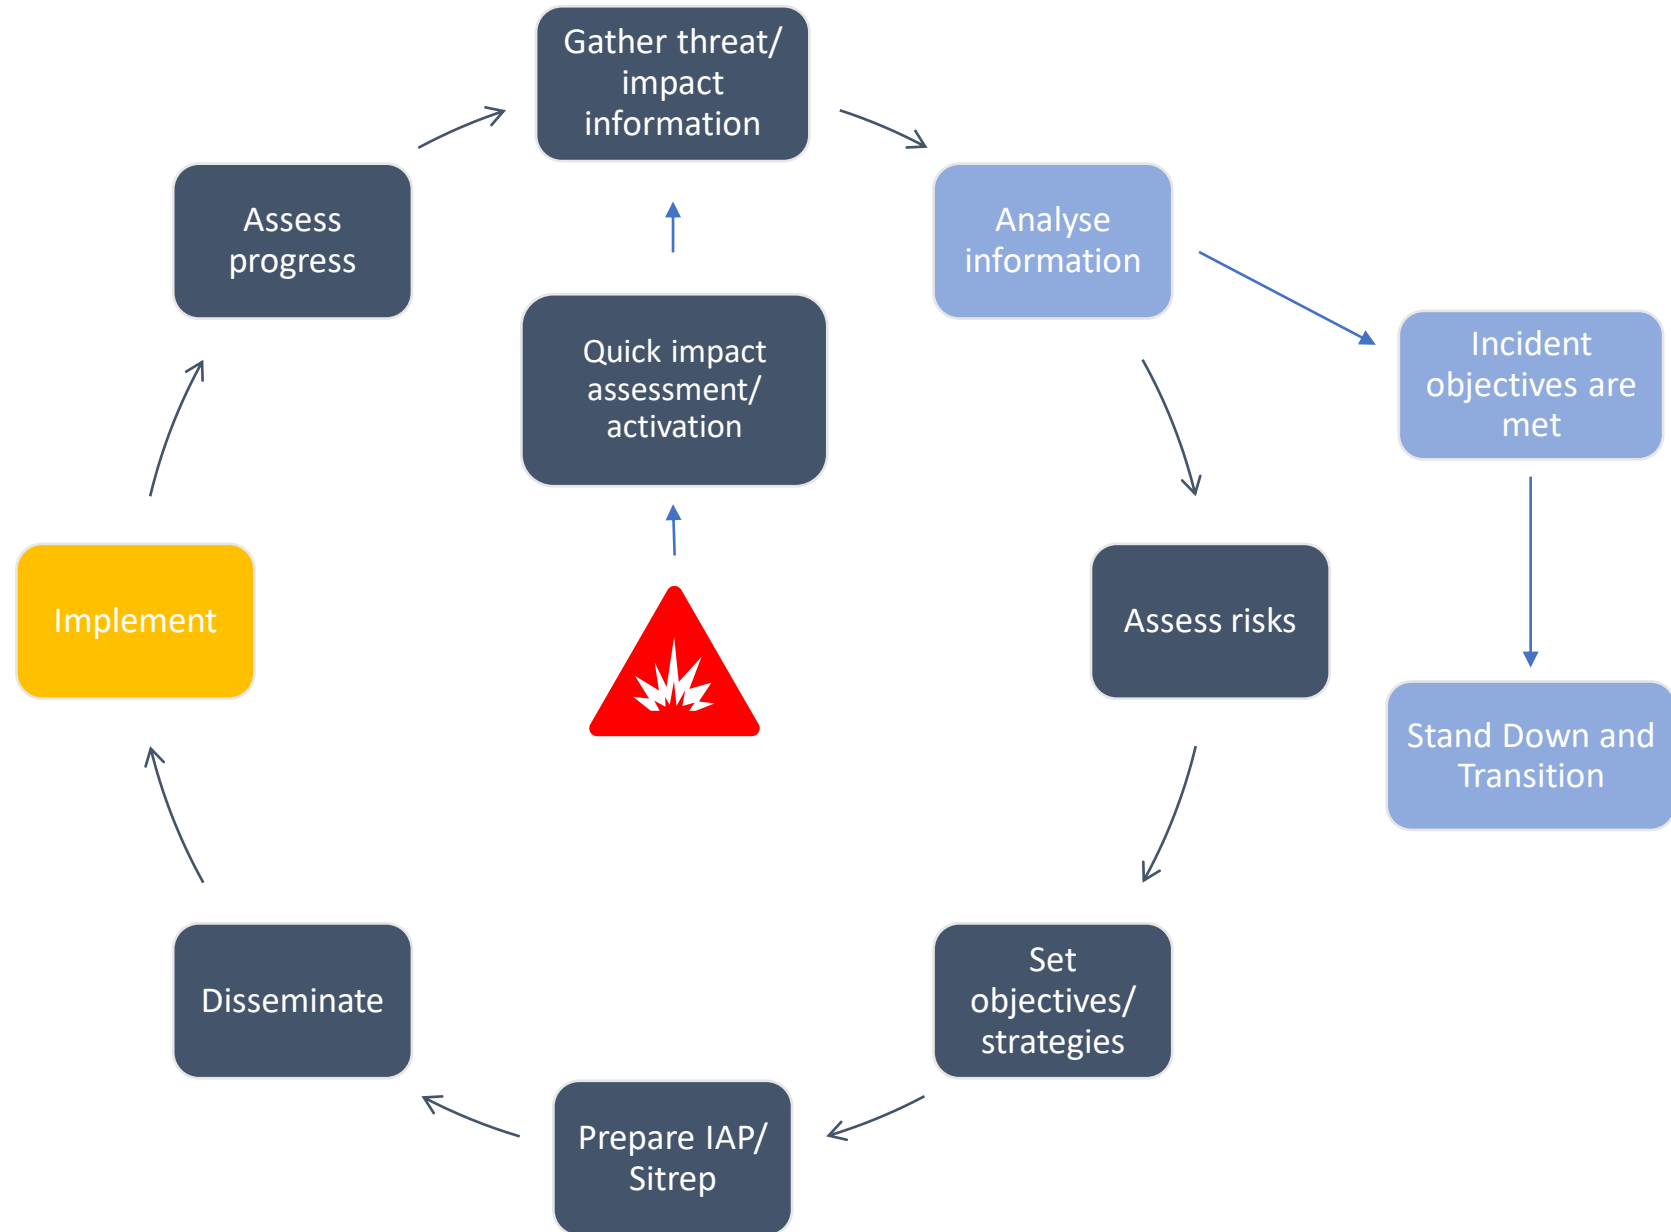 Gather threat/
impact
information
Analyse
information
Assess
progress
Quick impact
assessment/
activation
Incident
objectives are
met
Implement
Assess risks
Stand Down and
Transition
Disseminate
Set
objectives/
strategies
Prepare IAP/
Sitrep